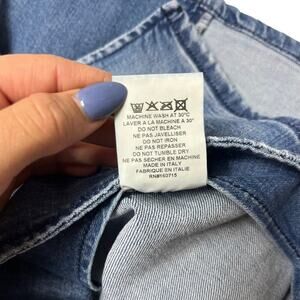 MACHINE WASH AT 30°C
LAVER A LA MACHINE A 30°
DO NOT BLEACH
NE PAS JAVELLISER
DO NOT IRON
NE PAS REPASSER
DO NOT TUMBLE DRY
NE PAS SECHER EN MACHINE
MADE IN ITALY
FABRIQUE EN ITALIE
RN#160715